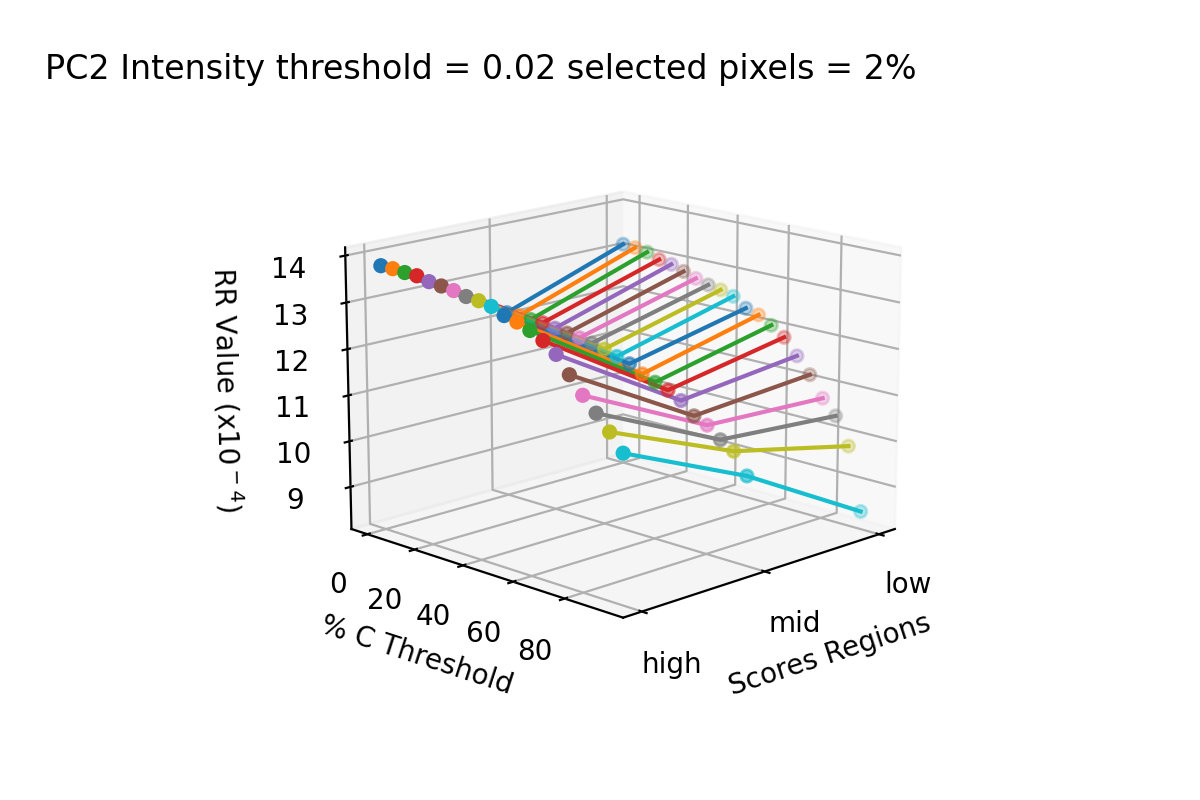 PC2 Intensity threshold = 0.02 selected pixels = 2%
14
13
12
11
10
9
RR Value (x10⁻⁴)
0
20
40
60
80
% C Threshold
high
mid
low
Scores Regions